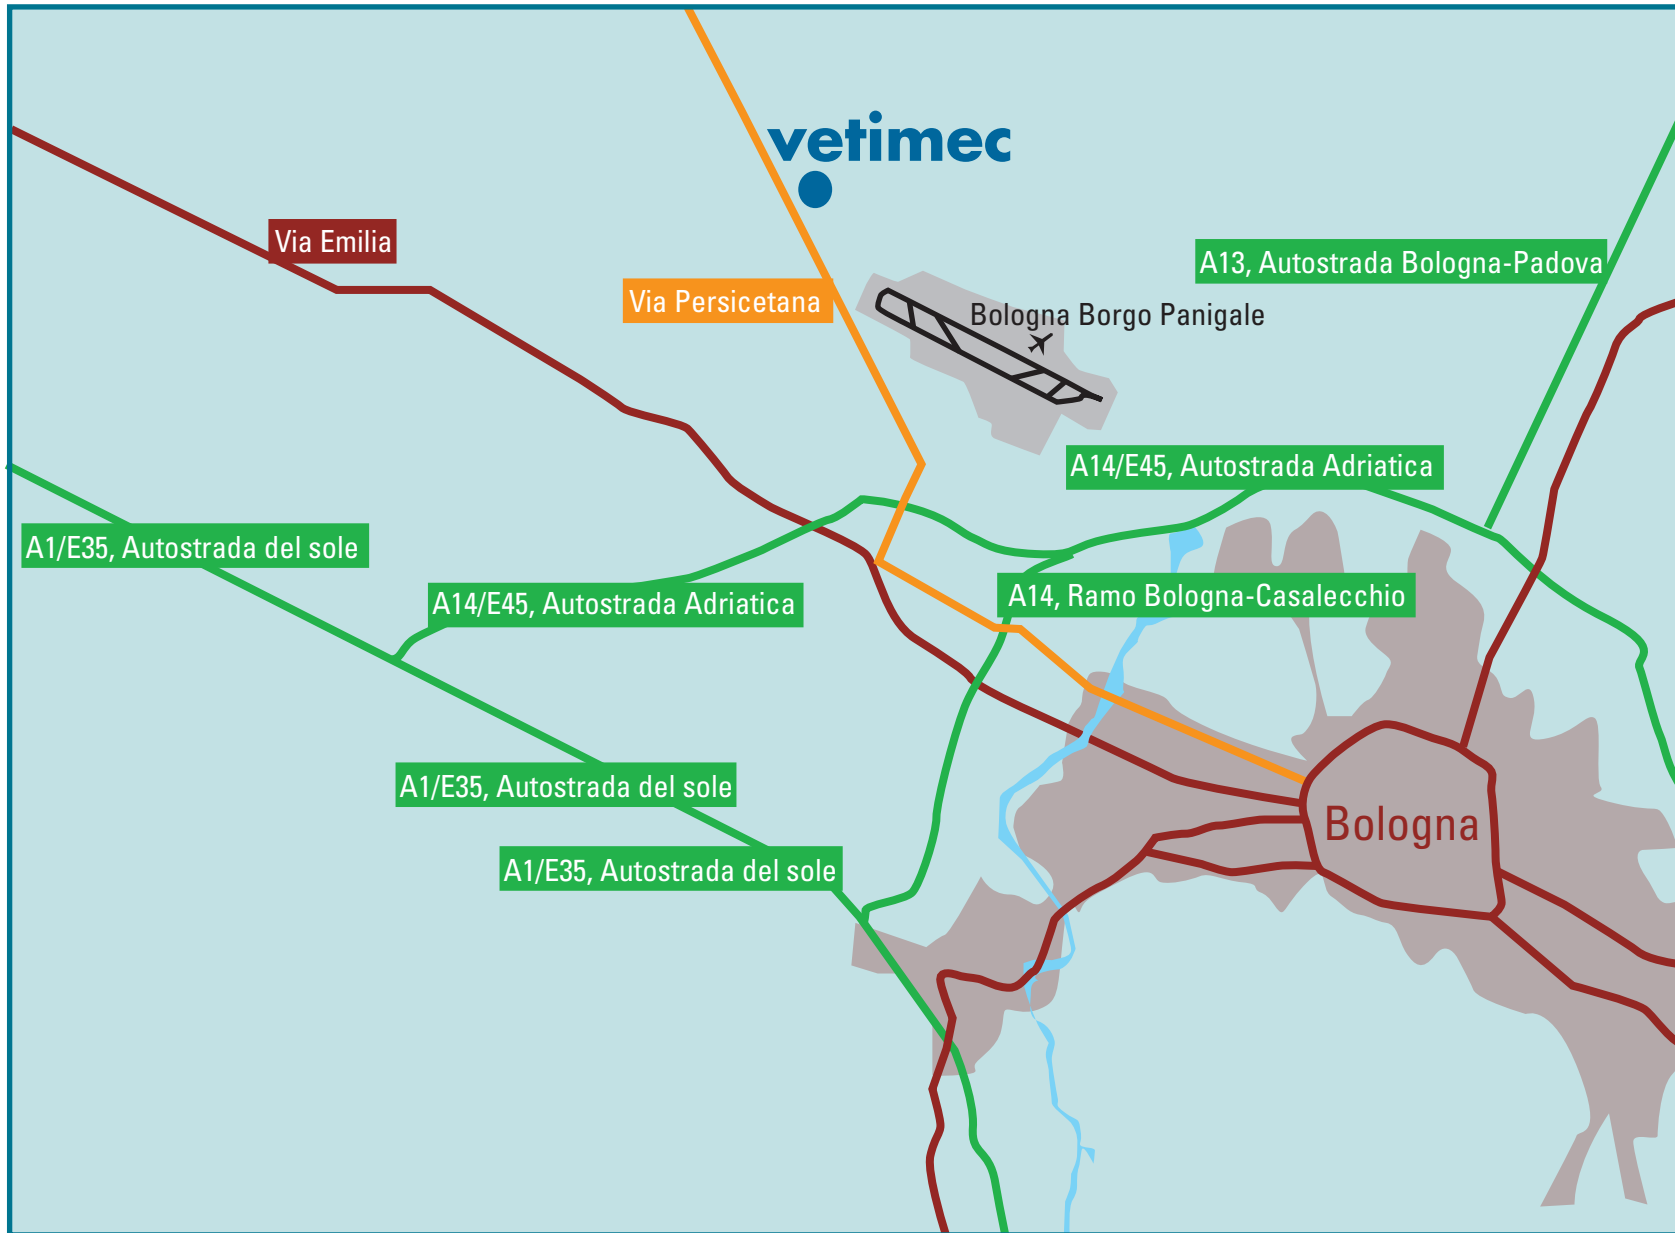 vetimec
Via Emilia
A13, Autostrada Bologna-Padova
Via Persicetana
Bologna Borgo Panigale
A14/E45, Autostrada Adriatica
A1/E35, Autostrada del sole
A14, Ramo Bologna-Casalecchio
A14/E45, Autostrada Adriatica
A1/E35, Autostrada del sole
Bologna
A1/E35, Autostrada del sole